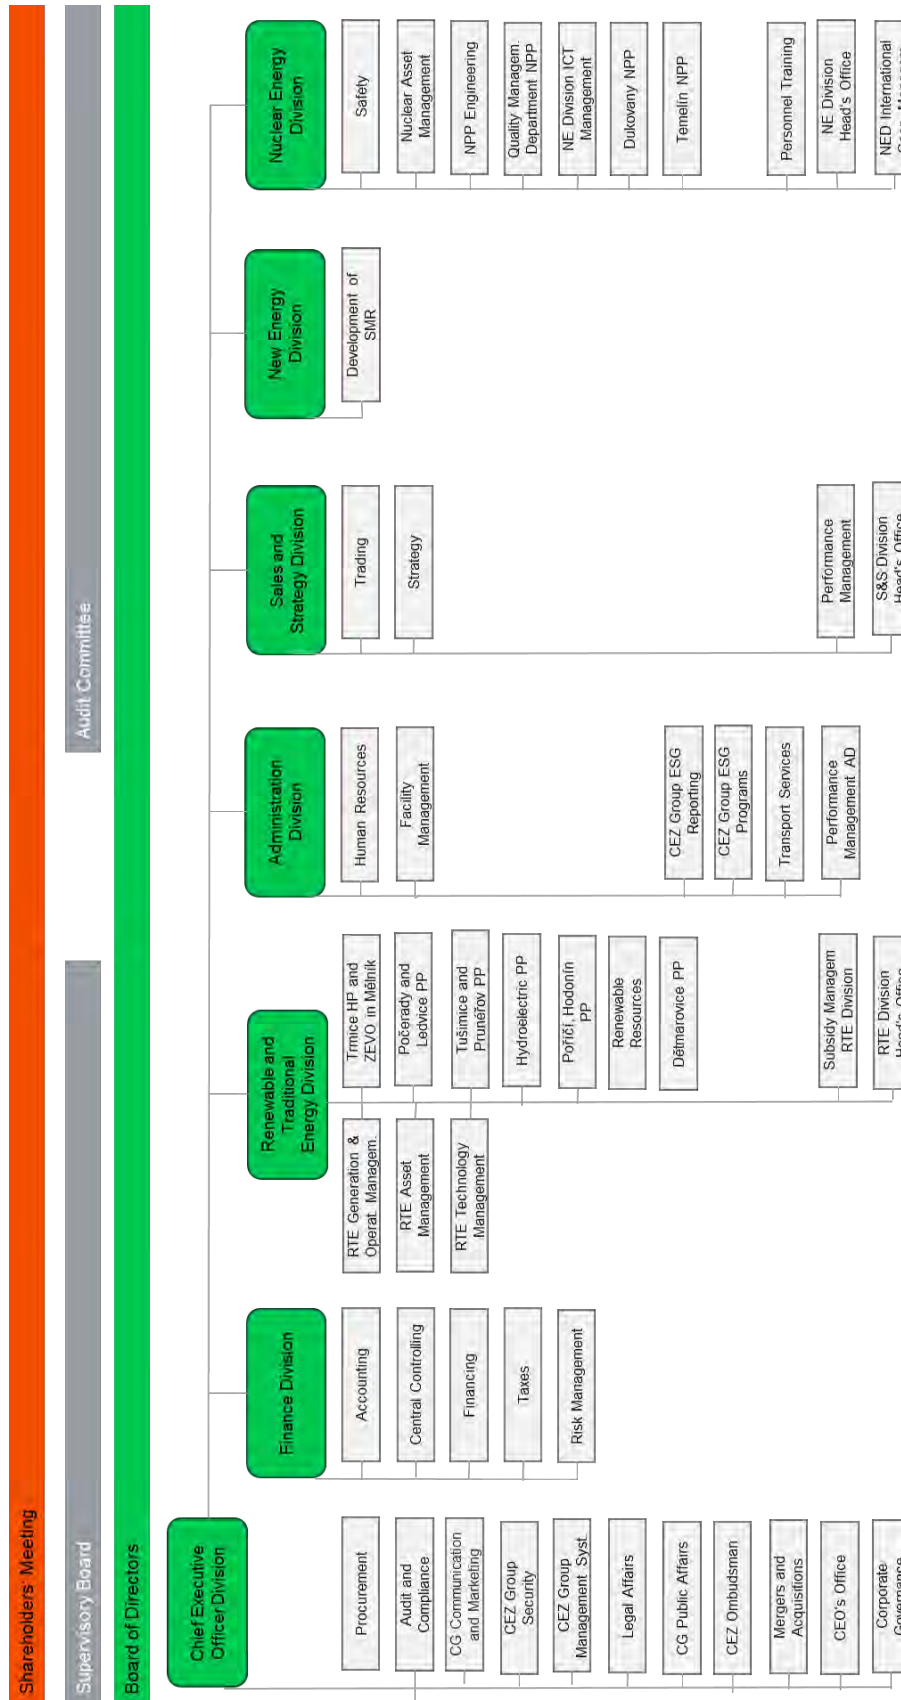 Shareholders' Meeting
Supervisory Board
Audit Committee
Board of Directors
Chief Executive
Officer Division
Procurement
Audit and
Compliance
CG Communication
and Marketing
CEZ Group
Security
CEZ Group
Management Syst.
Legal Affairs
CG Public Affairs
CEZ Ombudsman
Mergers and
Acquisitions
CEO's Office
Corporate
Governance
Finance Division
Accounting
Central Controlling
Financing
Taxes
Risk Management
Renewable and
Traditional
Energy Division
RTE Generation &
Operat. Managem.
RTE Asset
Management
RTE Technology
Management
Trmice HP and
ZEVO in Mělník
Počerady and
Ledvice PP
Tušimice and
Prunéřov PP
Hydroelectric PP
Poříčí, Hodonín
PP
Renewable
Resources
Dětmarovice PP
Subsidy Managem
RTE Division
RTE Division
Head's Office
Administration
Division
Human Resources
Facility
Management
CEZ Group ESG
Reporting
CEZ Group ESG
Programs
Transport Services
Performance
Management AD
Sales and
Strategy Division
Trading
Strategy
Performance
Management
S&S Division
Head's Office
New Energy
Division
Development of
SMR
Nuclear Energy
Division
Safety
Nuclear Asset
Management
NPP Engineering
Quality Managem.
Department NPP
NE Division ICT
Management
Dukovany NPP
Temelín NPP
Personnel Training
NE Division
Head's Office
NED International